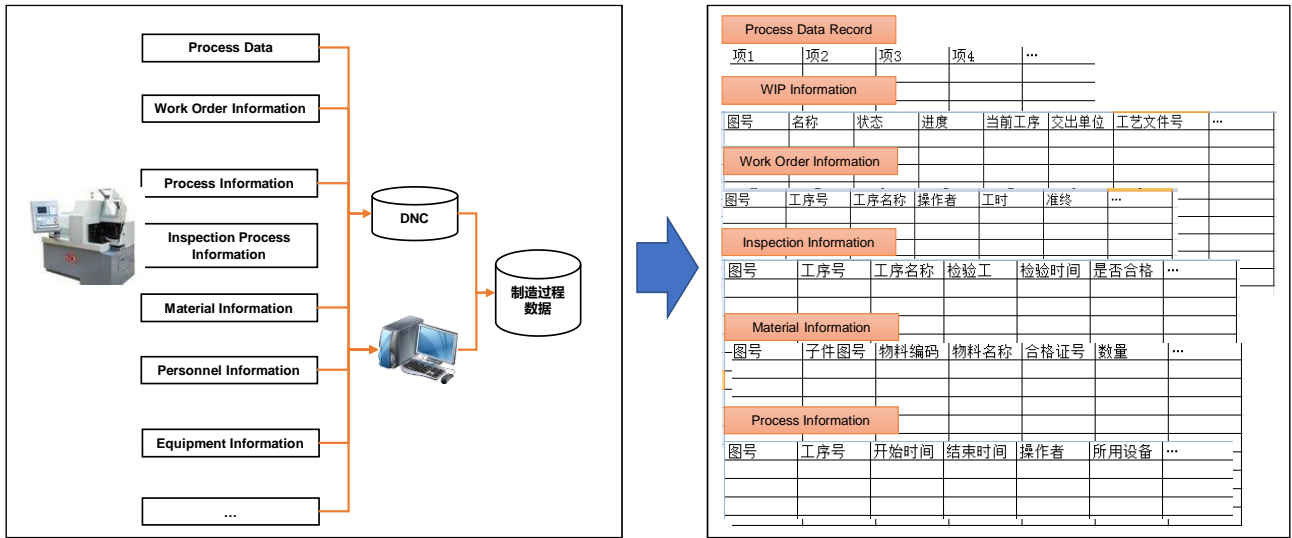 Process Data
Work Order Information
Process Information
Inspection Process
Information
Material Information
Personnel Information
Equipment Information
...
DNC
制造过程
数据
Process Data Record
项1 项2 项3 项4 ...
WIP Information
图号 名称 状态 进度 当前工序 交出单位 工艺文件号 ...
Work Order Information
图号 工序号 工序名称 操作者 工时 准终 ...
Inspection Information
图号 工序号 工序名称 检验工 检验时间 是否合格 ...
Material Information
图号 子件图号 物料编码 物料名称 合格证号 数量 ...
Process Information
图号 工序号 开始时间 结束时间 操作者 所用设备 ...